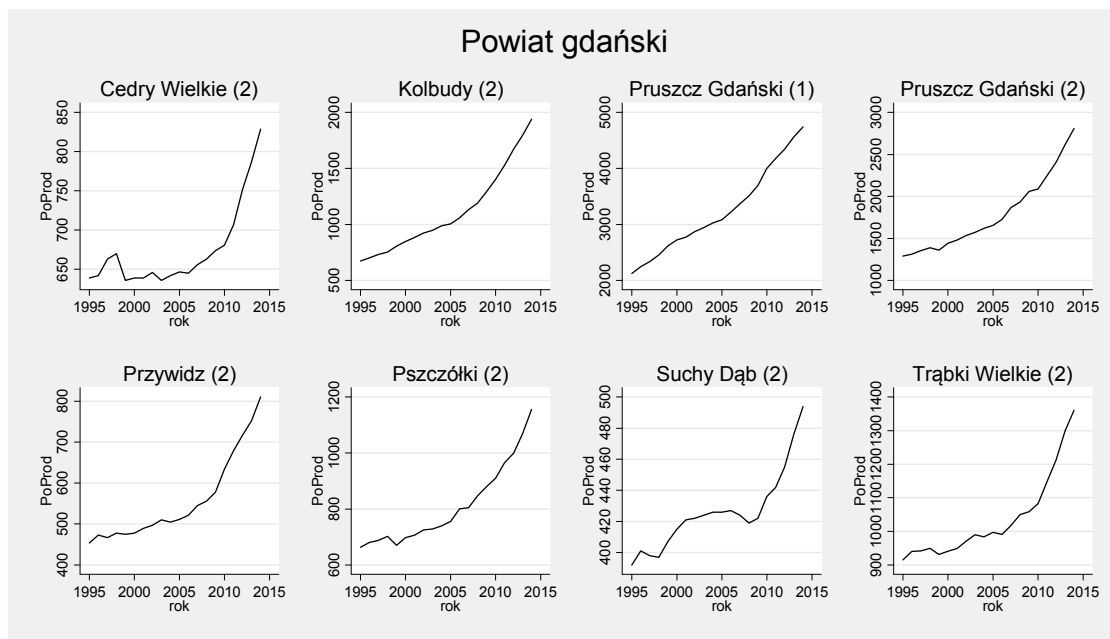 Powiat gdański
Cedry Wielkie (2)
PoProd
650 700 750 800 850
1995 2000 2005 2010 2015
rok
Kolbudy (2)
PoProd
500 1000 1500 2000
1995 2000 2005 2010 2015
rok
Pruszcz Gdański (1)
PoProd
2000 3000 4000 5000
1995 2000 2005 2010 2015
rok
Pruszcz Gdański (2)
PoProd
1000 1500 2000 2500 3000
1995 2000 2005 2010 2015
rok
Przywidz (2)
PoProd
400 500 600 700 800
1995 2000 2005 2010 2015
rok
Pszczółki (2)
PoProd
600 800 1000 1200
1995 2000 2005 2010 2015
rok
Suchy Dąb (2)
PoProd
400 420 440 460 480 500
1995 2000 2005 2010 2015
rok
Trąbki Wielkie (2)
PoProd
900 1000 1100 1200 1300 1400
1995 2000 2005 2010 2015
rok